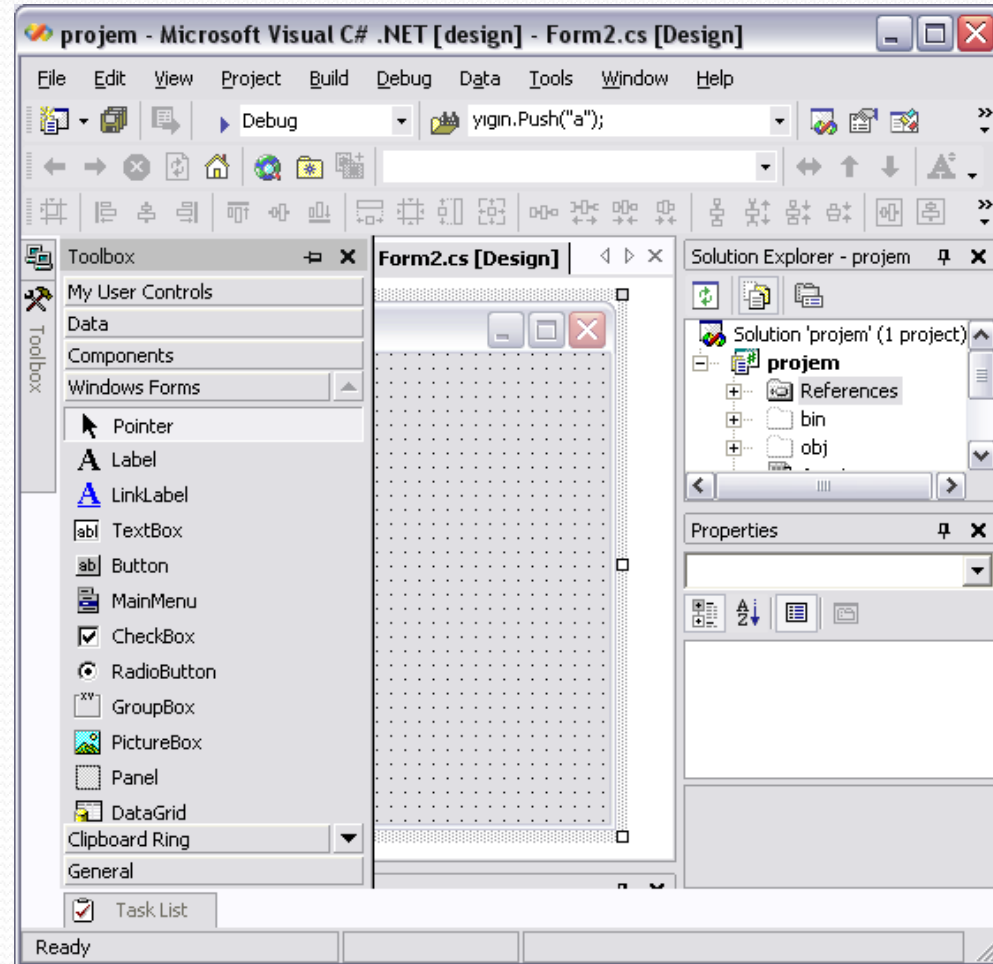 projem - Microsoft Visual C# .NET [design] - Form2.cs [Design]
File Edit View Project Build Debug Data Tools Window Help
Debug yıgın.Push("a");
Toolbox
Form2.cs [Design]
Solution Explorer - projem
Toolbox
My User Controls
Data
Components
Windows Forms
Pointer
Label
LinkLabel
TextBox
Button
MainMenu
CheckBox
RadioButton
GroupBox
PictureBox
Panel
DataGrid
Clipboard Ring
General
Solution 'projem' (1 project)
projem
References
bin
obj
Properties
Task List
Ready